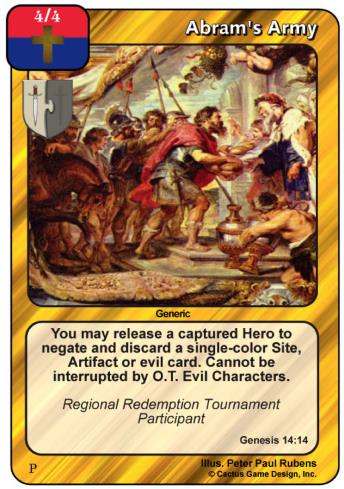 4/4
Abram's Army
Generic
You may release a captured Hero to
negate and discard a single-color Site,
Artifact or evil card. Cannot be
interrupted by O.T. Evil Characters.
Regional Redemption Tournament
Participant
Genesis 14:14
P
Illus. Peter Paul Rubens
© Cactus Game Design, Inc.